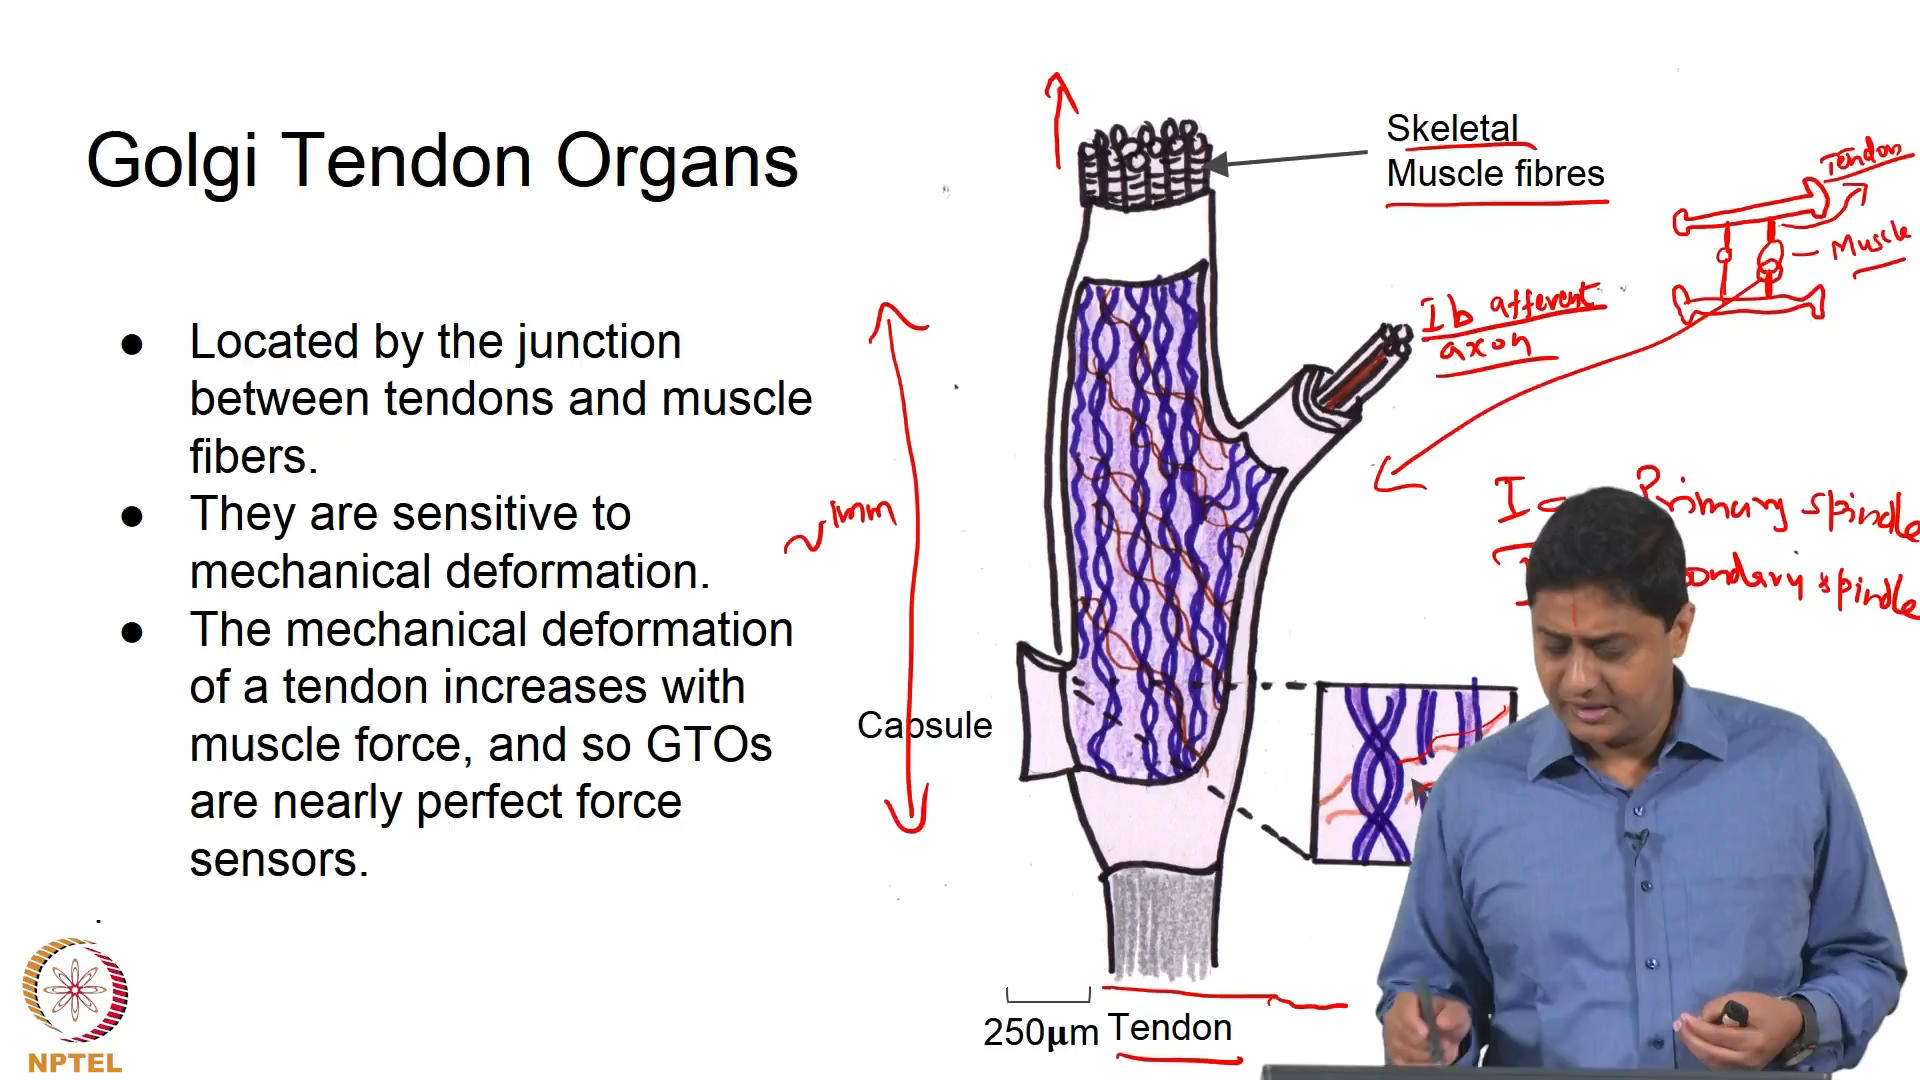 Golgi Tendon Organs
● Located by the junction
between tendons and muscle
fibers.
● They are sensitive to
mechanical deformation.
● The mechanical deformation
of a tendon increases with
muscle force, and so GTOs
are nearly perfect force
sensors.
Skeletal
Muscle fibres
Tendon
Muscle
Ib afferent
axon
Primary spindle
spindle
~1mm
Capsule
250μm
Tendon
NPTEL